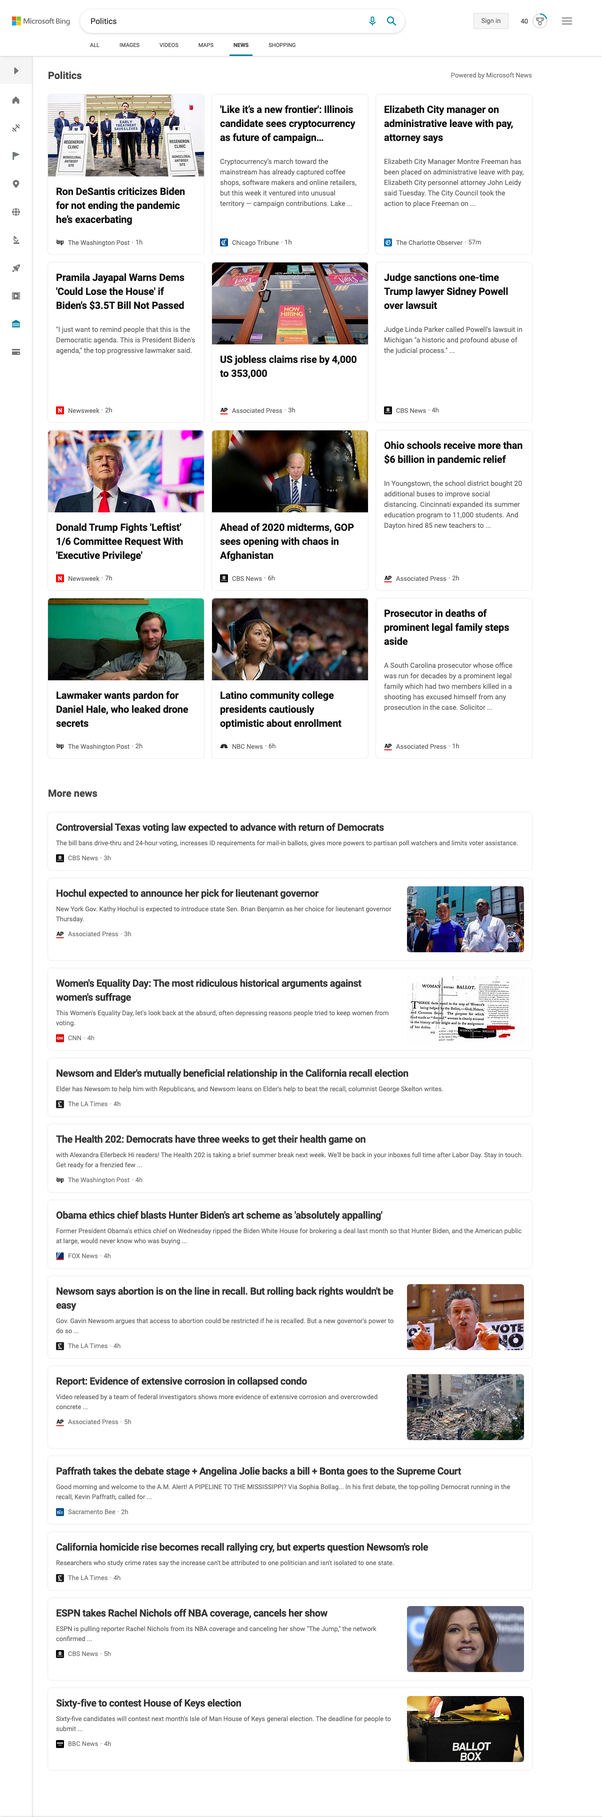 Microsoft Bing
Politics
Sign in
40
ALL IMAGES VIDEOS MAPS NEWS SHOPPING
Politics
Powered by Microsoft News
EARLY TREATMENT SAVES LIVES
REGENERON CLINIC
MONOCLONAL ANTIBODY SITE
REGENERON CLINIC
MONOCLONAL ANTIBODY SITE
Ron DeSantis criticizes Biden
for not ending the pandemic
he's exacerbating
wp The Washington Post · 1h
'Like it's a new frontier': Illinois
candidate sees cryptocurrency
as future of campaign...
Cryptocurrency's march toward the
mainstream has already captured coffee
shops, software makers and online retailers,
but this week it ventured into unusual
territory — campaign contributions. Lake ...
Chicago Tribune · 1h
Elizabeth City manager on
administrative leave with pay,
attorney says
Elizabeth City Manager Montre Freeman has
been placed on administrative leave with pay,
Elizabeth City personnel attorney John Leidy
said Tuesday. The City Council took the
action to place Freeman on ...
The Charlotte Observer · 57m
Pramila Jayapal Warns Dems
'Could Lose the House' if
Biden's $3.5T Bill Not Passed
"I just want to remind people that this is the
Democratic agenda. This is President Biden's
agenda," the top progressive lawmaker said.
N Newsweek · 2h
NOW HIRING
US jobless claims rise by 4,000
to 353,000
AP Associated Press · 3h
Judge sanctions one-time
Trump lawyer Sidney Powell
over lawsuit
Judge Linda Parker called Powell's lawsuit in
Michigan "a historic and profound abuse of
the judicial process." ...
CBS News · 4h
Donald Trump Fights 'Leftist'
1/6 Committee Request With
'Executive Privilege'
N Newsweek · 7h
Ahead of 2020 midterms, GOP
sees opening with chaos in
Afghanistan
CBS News · 6h
Ohio schools receive more than
$6 billion in pandemic relief
In Youngstown, the school district bought 20
additional buses to improve social
distancing. Cincinnati expanded its summer
education program to 11,000 students. And
Dayton hired 85 new teachers to ...
AP Associated Press · 2h
Lawmaker wants pardon for
Daniel Hale, who leaked drone
secrets
wp The Washington Post · 2h
Latino community college
presidents cautiously
optimistic about enrollment
NBC News · 6h
Prosecutor in deaths of
prominent legal family steps
aside
A South Carolina prosecutor whose office
was run for decades by a prominent legal
family which had two members killed in a
shooting has excused himself from any
prosecution in the case. Solicitor ...
AP Associated Press · 1h
More news
Controversial Texas voting law expected to advance with return of Democrats
The bill bans drive-thru and 24-hour voting, increases ID requirements for mail-in ballots, gives more powers to partisan poll watchers and limits voter assistance.
CBS News · 3h
Hochul expected to announce her pick for lieutenant governor
New York Gov. Kathy Hochul is expected to introduce state Sen. Brian Benjamin as her choice for lieutenant governor
Thursday.
AP Associated Press · 3h
Women's Equality Day: The most ridiculous historical arguments against
women's suffrage
This Women's Equality Day, let's look back at the absurd, often depressing reasons people tried to keep women from
voting.
CNN CNN · 4h
WOMAN BALLOT.
Newsom and Elder's mutually beneficial relationship in the California recall election
Elder has Newsom to help him with Republicans, and Newsom leans on Elder's help to beat the recall, columnist George Skelton writes.
The LA Times · 4h
The Health 202: Democrats have three weeks to get their health game on
with Alexandra Ellerbeck Hi readers! The Health 202 is taking a brief summer break next week. We'll be back in your inboxes full time after Labor Day. Stay in touch.
Get ready for a frenzied few ...
wp The Washington Post · 4h
Obama ethics chief blasts Hunter Biden's art scheme as 'absolutely appalling'
Former President Obama's ethics chief on Wednesday ripped the Biden White House for brokering a deal last month so that Hunter Biden, and the American public
at large, would never know who was buying ...
FOX News · 4h
Newsom says abortion is on the line in recall. But rolling back rights wouldn't be
easy
Gov. Gavin Newsom argues that access to abortion could be restricted if he is recalled. But a new governor's power to
do so ...
The LA Times · 4h
VOTE
NO
Report: Evidence of extensive corrosion in collapsed condo
Video released by a team of federal investigators shows more evidence of extensive corrosion and overcrowded
concrete ...
AP Associated Press · 5h
Paffrath takes the debate stage + Angelina Jolie backs a bill + Bonta goes to the Supreme Court
Good morning and welcome to the A.M. Alert! A PIPELINE TO THE MISSISSIPPI? Via Sophia Bollag... In his first debate, the top-polling Democrat running in the
recall, Kevin Paffrath, called for ...
Sacramento Bee · 2h
California homicide rise becomes recall rallying cry, but experts question Newsom's role
Researchers who study crime rates say the increase can't be attributed to one politician and isn't isolated to one state.
The LA Times · 4h
ESPN takes Rachel Nichols off NBA coverage, cancels her show
ESPN is pulling reporter Rachel Nichols from its NBA coverage and canceling her show "The Jump," the network
confirmed ...
CBS News · 5h
Sixty-five to contest House of Keys election
Sixty-five candidates will contest next month's Isle of Man House of Keys general election. The deadline for people to
submit ...
BBC News · 4h
BALLOT
BOX